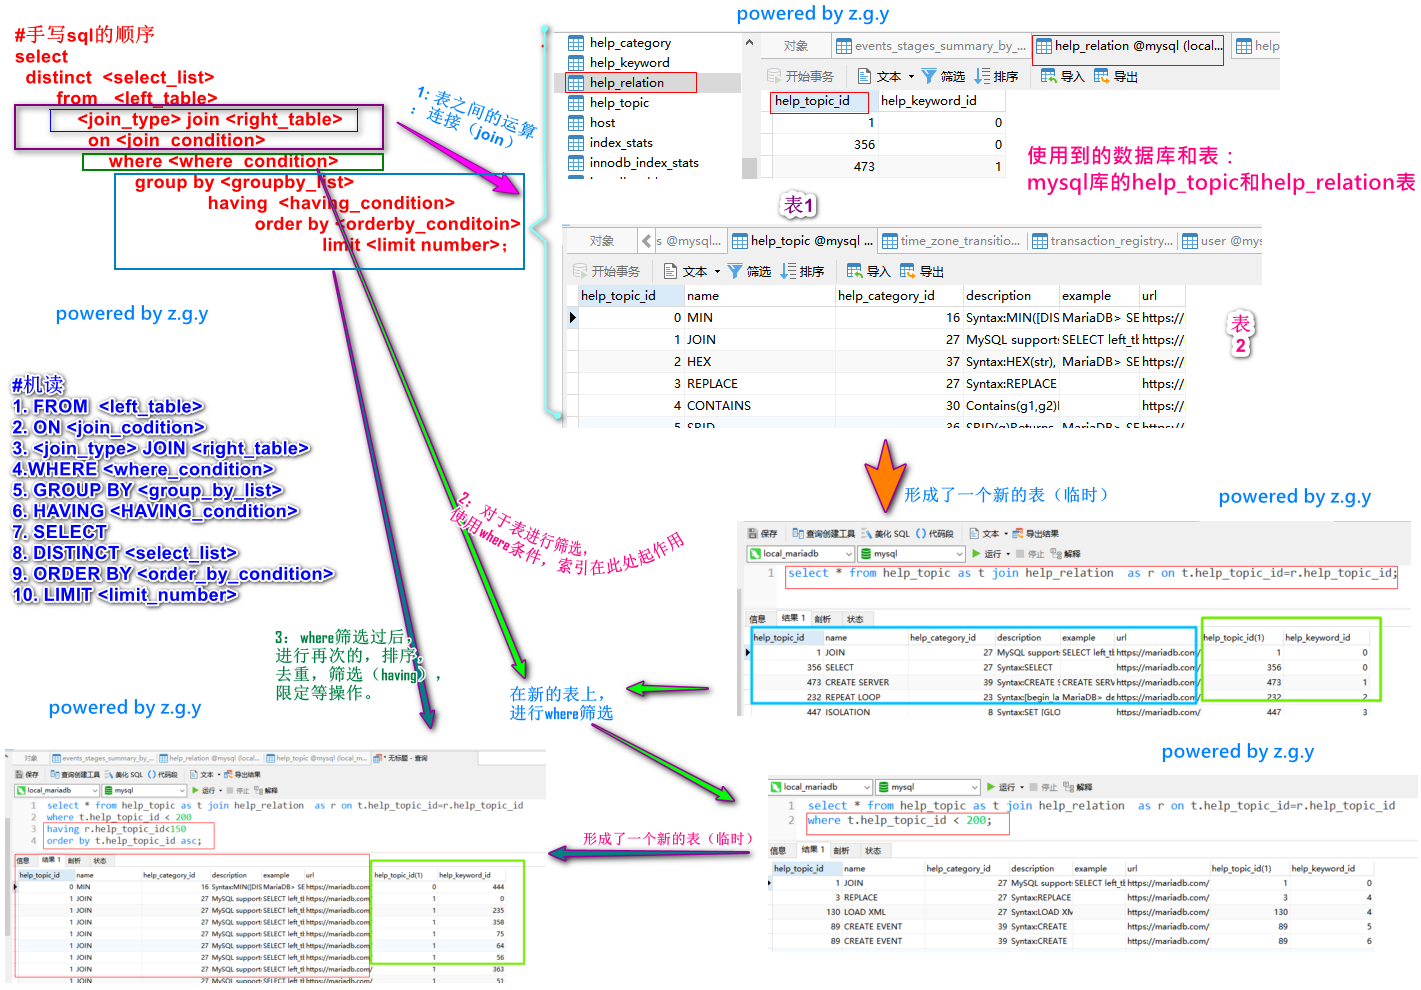 powered by z.g.y
#手写sql的顺序
select
distinct <select_list>
from <left_table>
<join_type> join <right_table>
on <join_condition>
where <where_condition>
group by <groupby_list>
having <having_condition>
order by <orderby_conditoin>
limit <limit number>;
1: 表之间的运算
: 连接（join）
help_category
help_keyword
help_relation
help_topic
host
index_stats
innodb_index_stats
对象 events_stages_summary_by_... help_relation @mysql (local... help
开始事务 文本 筛选 排序 导入 导出
help_topic_id help_keyword_id
1 0
356 0
473 1
使用到的数据库和表：
mysql库的help_topic和help_relation表
表1
对象 s @mysql... help_topic @mysql ... time_zone_transitio... transaction_registry... user @mys
开始事务 文本 筛选 排序 导入 导出
help_topic_id name help_category_id description example url
0 MIN 16 Syntax:MIN([DIS MariaDB> SE https://
1 JOIN 27 MySQL supports SELECT left_tl https://
2 HEX 37 Syntax:HEX(str), MariaDB> SE https://
3 REPLACE 27 Syntax:REPLACE https://
4 CONTAINS 30 Contains(g1,g2) https://
5 SRID 36 SRID(g)Returns MariaDB> SE https://
表
2
powered by z.g.y
#机读
1. FROM <left_table>
2. ON <join_codition>
3. <join_type> JOIN <right_table>
4.WHERE <where_condition>
5. GROUP BY <group_by_list>
6. HAVING <HAVING_condition>
7. SELECT
8. DISTINCT <select_list>
9. ORDER BY <order_by_condition>
10. LIMIT <limit_number>
2: 对于表进行筛选，
使用where条件，索引在此处起作用
形成了一个新的表（临时）
powered by z.g.y
保存 查询创建工具 美化 SQL () 代码段 文本 导出结果
local_mariadb mysql 运行 停止 解释
1 select * from help_topic as t join help_relation as r on t.help_topic_id=r.help_topic_id;
信息 结果 1 剖析 状态
help_topic_id name help_category_id description example url help_topic_id(1) help_keyword_id
1 JOIN 27 MySQL support: SELECT left_tl https://mariadb.com/ 1 0
356 SELECT 27 Syntax:SELECT https://mariadb.com/ 356 0
473 CREATE SERVER 39 Syntax:CREATE S CREATE SERV https://mariadb.com/ 473 1
232 REPEAT LOOP 23 Syntax:[begin_la MariaDB> de https://mariadb.com/ 232 2
447 ISOLATION 8 Syntax:SET [GLO https://mariadb.com/ 447 3
3: where筛选过后，
进行再次的，排序，
去重，筛选（having），
限定等操作。
在新的表上，
进行where筛选
powered by z.g.y
powered by z.g.y
对象 events_stages_summary_by_... help_relation @mysql (local... help_topic @mysql (local_m... * 无标题 - 查询
保存 查询创建工具 美化 SQL () 代码段 文本 导出结果
local_mariadb mysql 运行 停止 解释
1 select * from help_topic as t join help_relation as r on t.help_topic_id=r.help_topic_id
2 where t.help_topic_id < 200
3 having r.help_topic_id<150
4 order by t.help_topic_id asc;
信息 结果 1 剖析 状态
help_topic_id name help_category_id description example url help_topic_id(1) help_keyword_id
0 MIN 16 Syntax:MIN([DIS MariaDB> SE https://mariadb.com/ 0 444
1 JOIN 27 MySQL support: SELECT left_tl https://mariadb.com/ 1 0
1 JOIN 27 MySQL support: SELECT left_tl https://mariadb.com/ 1 235
1 JOIN 27 MySQL support: SELECT left_tl https://mariadb.com/ 1 358
1 JOIN 27 MySQL support: SELECT left_tl https://mariadb.com/ 1 75
1 JOIN 27 MySQL support: SELECT left_tl https://mariadb.com/ 1 64
1 JOIN 27 MySQL support: SELECT left_tl https://mariadb.com/ 1 56
1 JOIN 27 MySQL support: SELECT left_tl https://mariadb.com/ 1 363
1 JOIN 27 MySQL support: SELECT left_tl https://mariadb.com/ 1 51
形成了一个新的表（临时）
local_mariadb mysql 运行 停止 解释
1 select * from help_topic as t join help_relation as r on t.help_topic_id=r.help_topic_id
2 where t.help_topic_id < 200;
信息 结果 1 剖析 状态
help_topic_id name help_category_id description example url help_topic_id(1) help_keyword_id
1 JOIN 27 MySQL support: SELECT left_tl https://mariadb.com/ 1 0
3 REPLACE 27 Syntax:REPLACE https://mariadb.com/ 3 4
130 LOAD XML 27 Syntax:LOAD XM https://mariadb.com/ 130 4
89 CREATE EVENT 39 Syntax:CREATE https://mariadb.com/ 89 5
89 CREATE EVENT 39 Syntax:CREATE https://mariadb.com/ 89 6